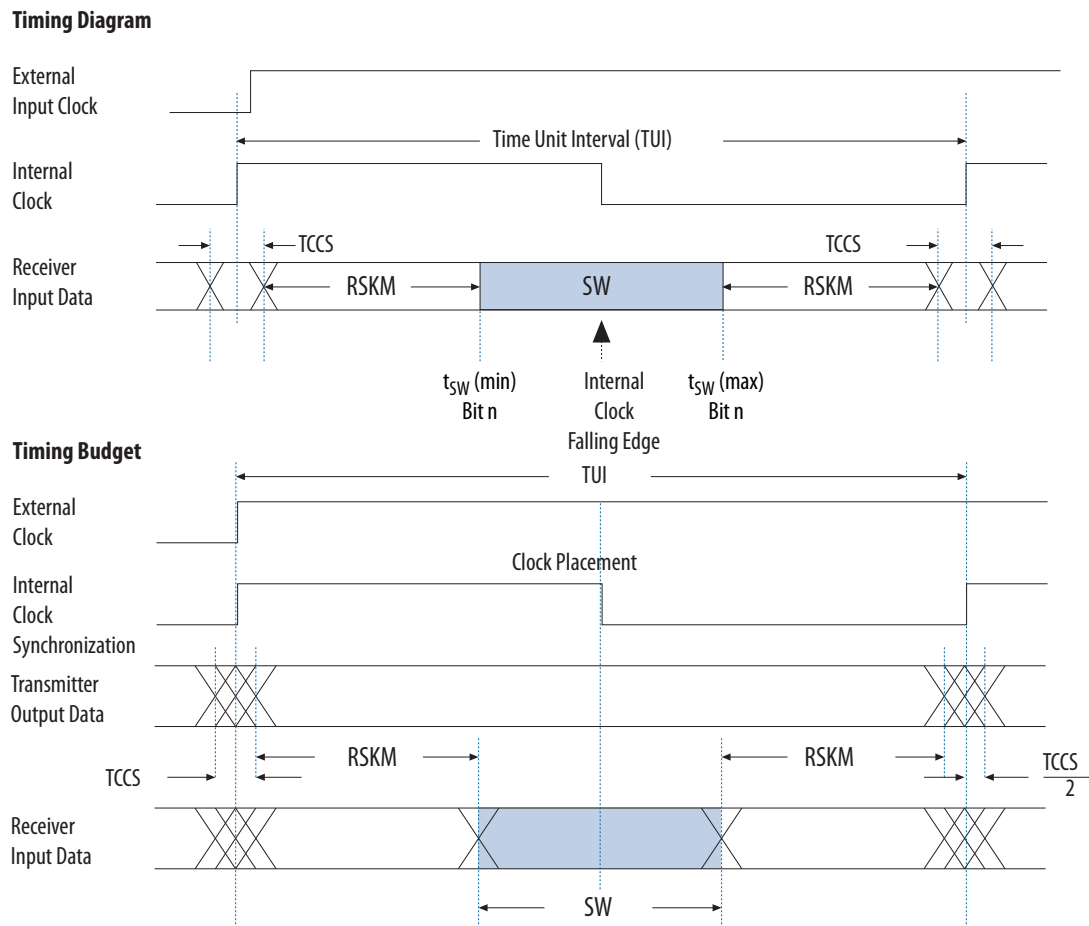 Timing Diagram
External
Input Clock
Time Unit Interval (TUI)
Internal
Clock
TCCS
TCCS
Receiver
Input Data
RSKM
SW
RSKM
tSW (min)
Bit n
Internal
Clock
Falling Edge
tSW (max)
Bit n
Timing Budget
TUI
External
Clock
Clock Placement
Internal
Clock
Synchronization
Transmitter
Output Data
RSKM
RSKM
TCCS
TCCS
2
Receiver
Input Data
SW